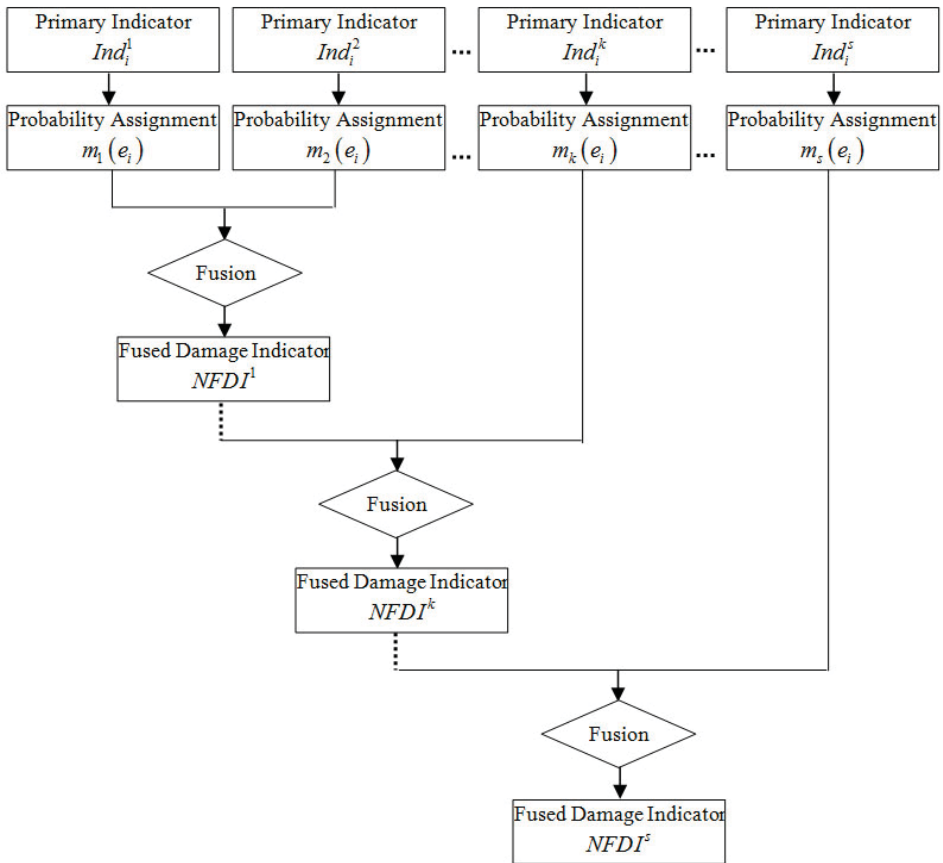 Primary Indicator
Ind_i^1
Primary Indicator
Ind_i^2
...
Primary Indicator
Ind_i^k
...
Primary Indicator
Ind_i^s
Probability Assignment
m_1(e_i)
Probability Assignment
m_2(e_i)
...
Probability Assignment
m_k(e_i)
...
Probability Assignment
m_s(e_i)
Fusion
Fused Damage Indicator
NFDI^1
Fusion
Fused Damage Indicator
NFDI^k
Fusion
Fused Damage Indicator
NFDI^s